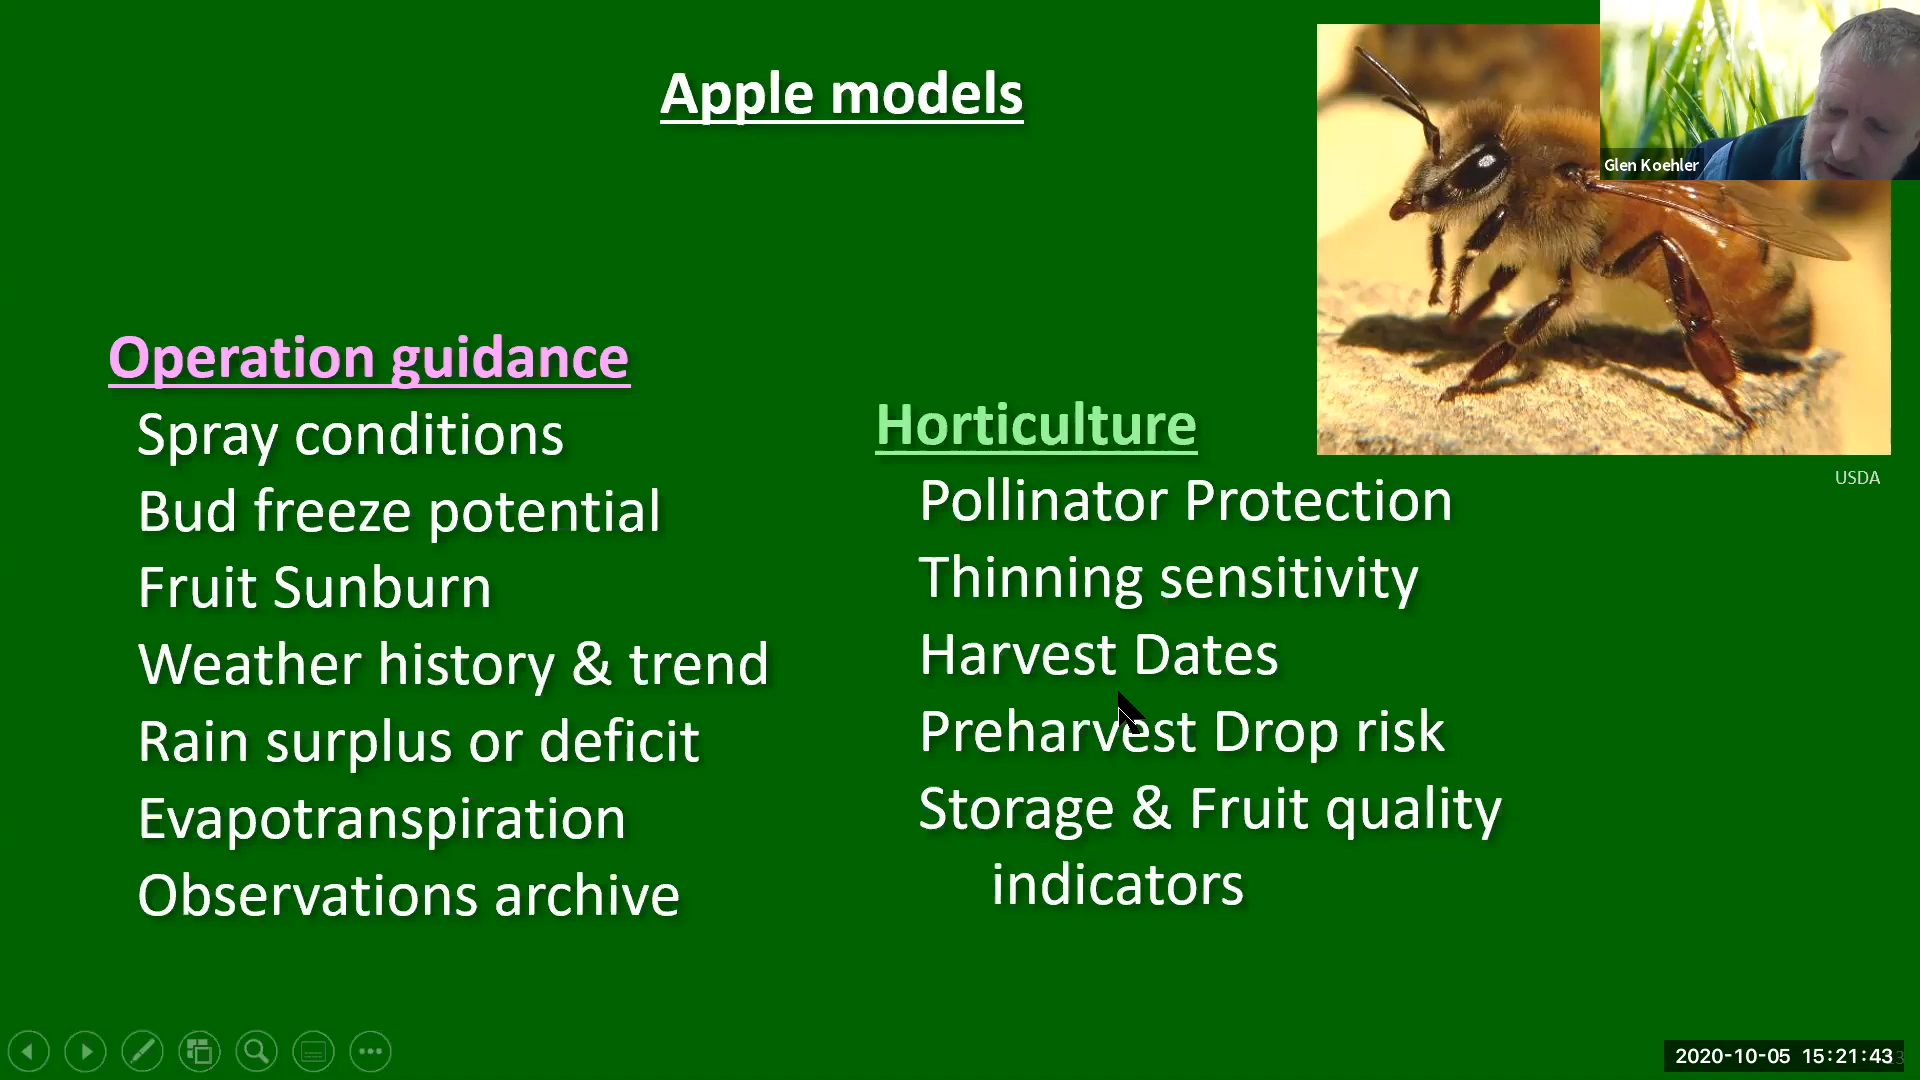 Apple models
Glen Koehler
USDA
Operation guidance
Spray conditions
Bud freeze potential
Fruit Sunburn
Weather history & trend
Rain surplus or deficit
Evapotranspiration
Observations archive
Horticulture
Pollinator Protection
Thinning sensitivity
Harvest Dates
Preharvest Drop risk
Storage & Fruit quality
indicators
2020-10-05 15:21:43